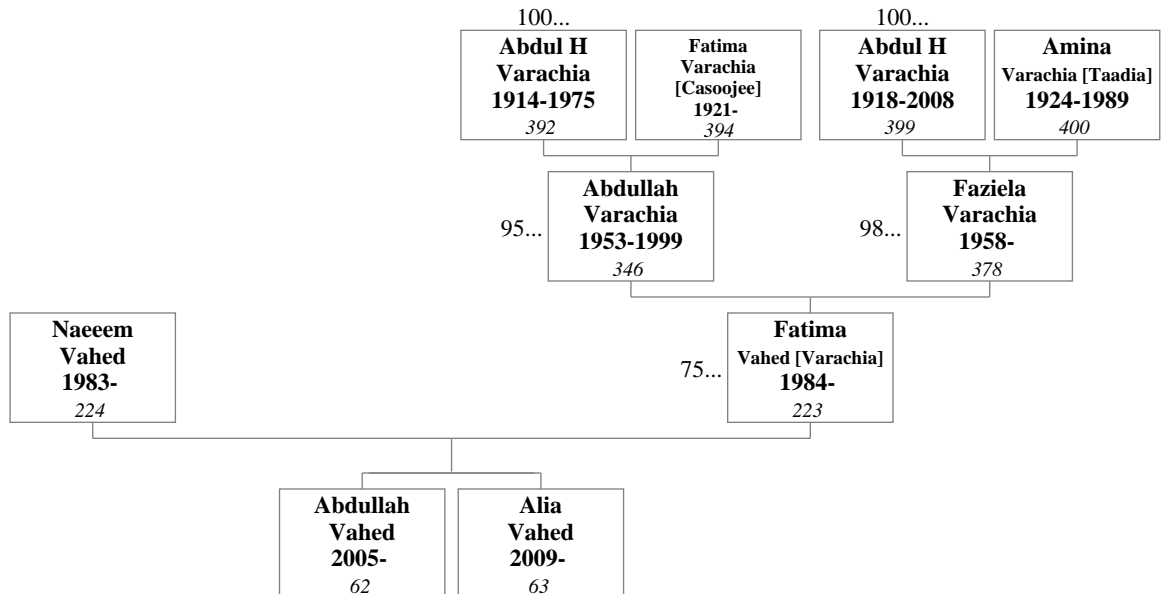 100...
100...
Abdul H
Varachia
1914-1975
392
Fatima
Varachia
[Casoojee]
1921-
394
Abdul H
Varachia
1918-2008
399
Amina
Varachia [Taadia]
1924-1989
400
95...
Abdullah
Varachia
1953-1999
346
98...
Faziela
Varachia
1958-
378
Naeeem
Vahed
1983-
224
75...
Fatima
Vahed [Varachia]
1984-
223
Abdullah
Vahed
2005-
62
Alia
Vahed
2009-
63